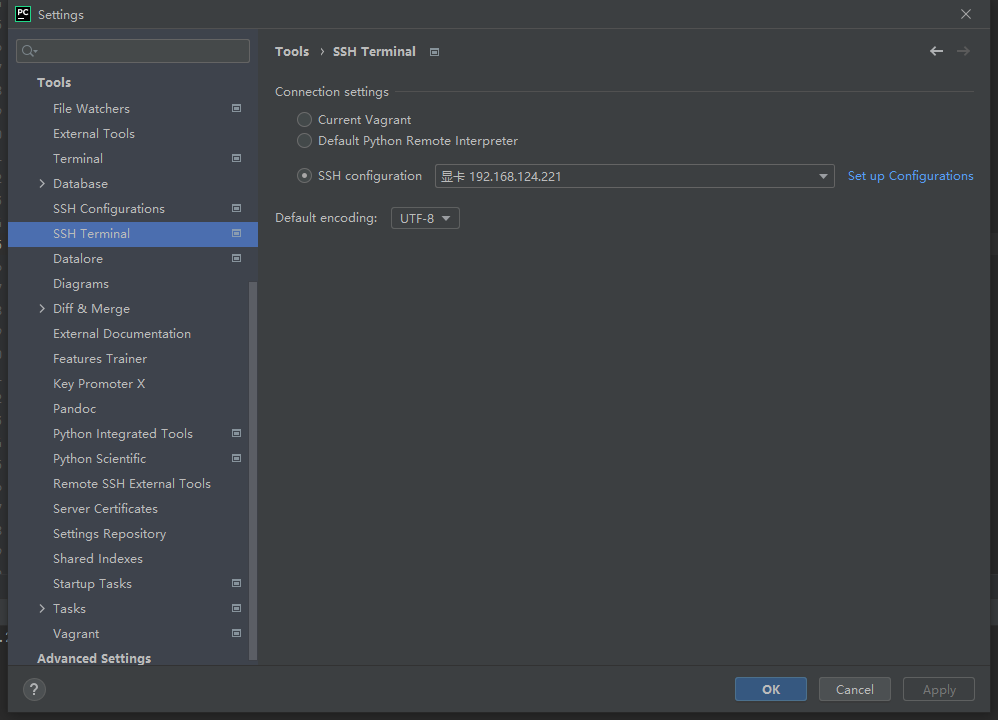 PC Settings
Tools
File Watchers
External Tools
Terminal
Database
SSH Configurations
SSH Terminal
Datalore
Diagrams
Diff & Merge
External Documentation
Features Trainer
Key Promoter X
Pandoc
Python Integrated Tools
Python Scientific
Remote SSH External Tools
Server Certificates
Settings Repository
Shared Indexes
Startup Tasks
Tasks
Vagrant
Advanced Settings
Tools › SSH Terminal
Connection settings
Current Vagrant
Default Python Remote Interpreter
SSH configuration 显卡 192.168.124.221 Set up Configurations
Default encoding: UTF-8
? OK Cancel Apply